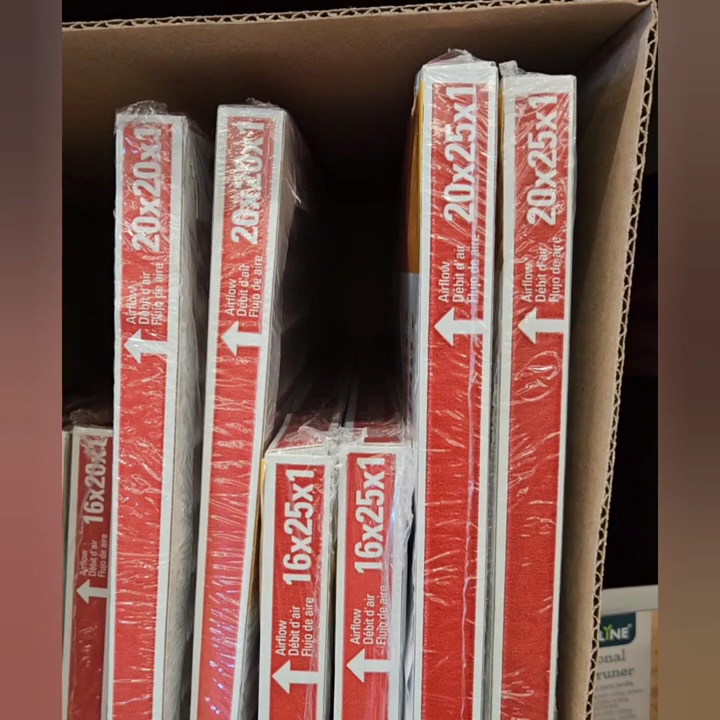 20x20x1
Airflow
Débit d'air
Flujo de aire
20x20x1
Airflow
Débit d'air
Flujo de aire
20x25x1
Airflow
Débit d'air
Flujo de aire
20x25x1
Airflow
Débit d'air
Flujo de aire
16x20x1
Airflow
Débit d'air
Flujo de aire
16x25x1
Airflow
Débit d'air
Flujo de aire
16x25x1
Airflow
Débit d'air
Flujo de aire